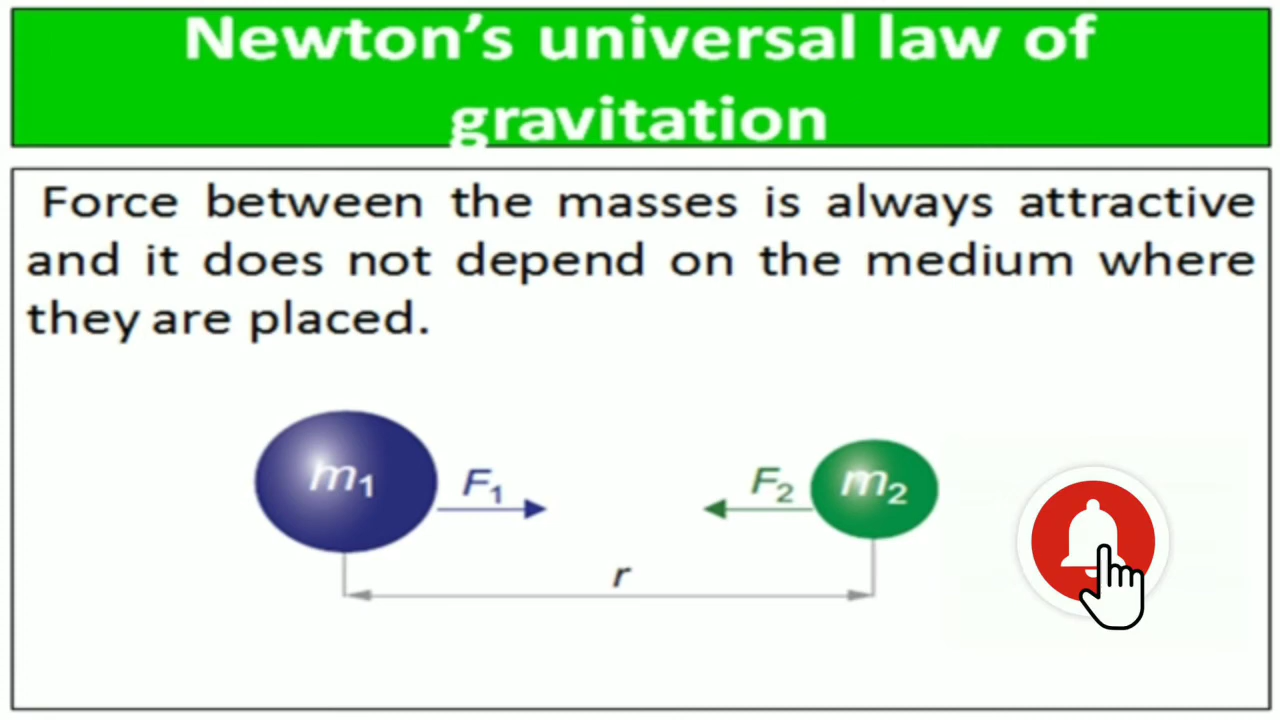 Newton’s universal law of
gravitation
Force between the masses is always attractive
and it does not depend on the medium where
they are placed.
m₁
F₁
F₂
m₂
r